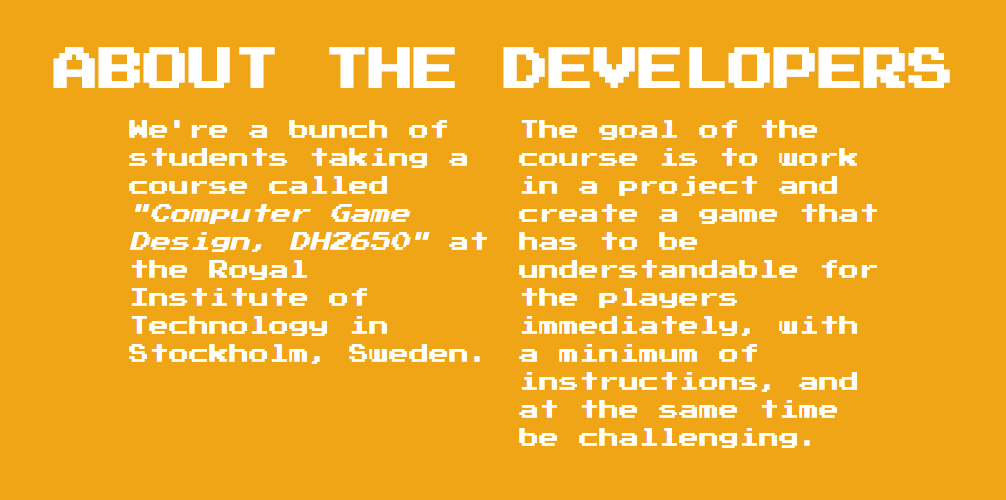 ABOUT THE DEVELOPERS
We're a bunch of
students taking a
course called
"Computer Game
Design, DH2650" at
the Royal
Institute of
Technology in
Stockholm, Sweden.
The goal of the
course is to work
in a project and
create a game that
has to be
understandable for
the players
immediately, with
a minimum of
instructions, and
at the same time
be challenging.